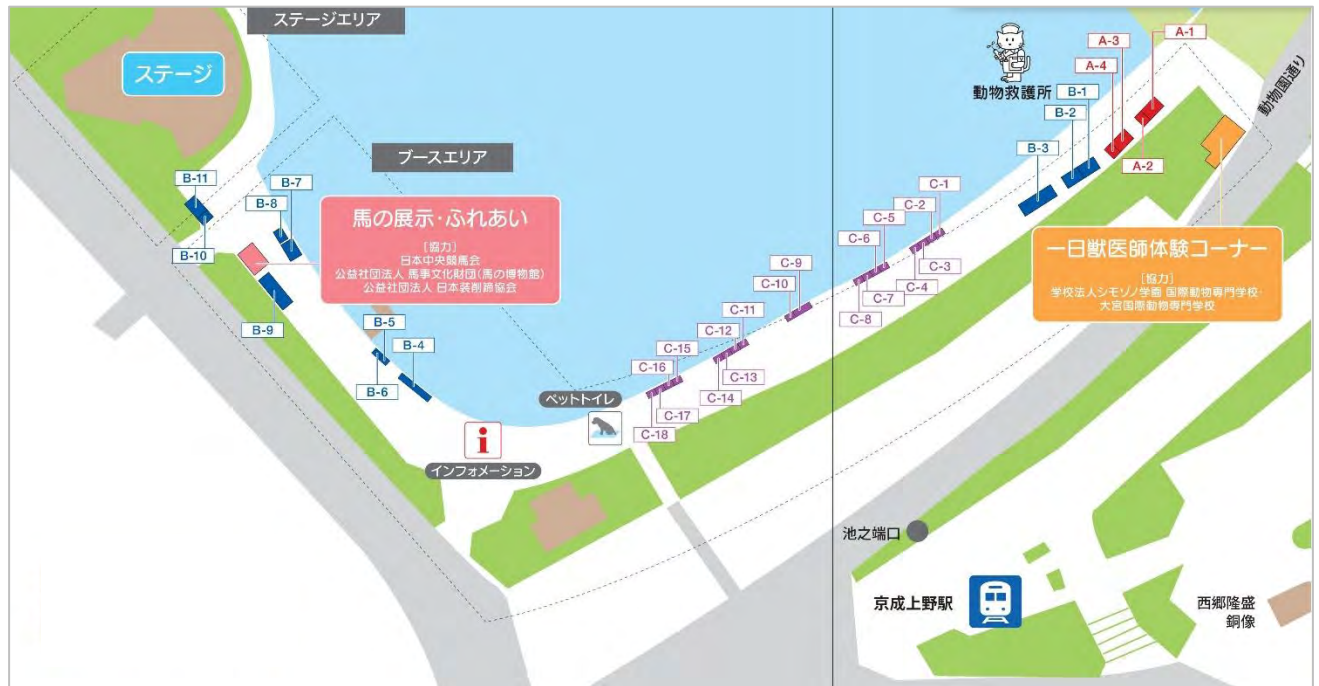 ステージエリア
ステージ
ブースエリア
動物救護所
動物園通り
A-1
A-3
A-4
A-2
B-1
B-2
B-3
B-11
B-7
B-8
B-10
B-9
B-5
B-4
B-6
馬の展示・ふれあい
［協力］
日本中央競馬会
公益社団法人 馬事文化財団(馬の博物館)
公益社団法人 日本装削蹄協会
一日獣医師体験コーナー
［協力］
学校法人シモゾノ学園 国際動物専門学校・
大宮国際動物専門学校
C-1
C-2
C-5
C-6
C-3
C-4
C-7
C-8
C-9
C-10
C-11
C-12
C-13
C-14
C-15
C-16
C-17
C-18
ペットトイレ
i
インフォメーション
池之端口
京成上野駅
西郷隆盛
銅像